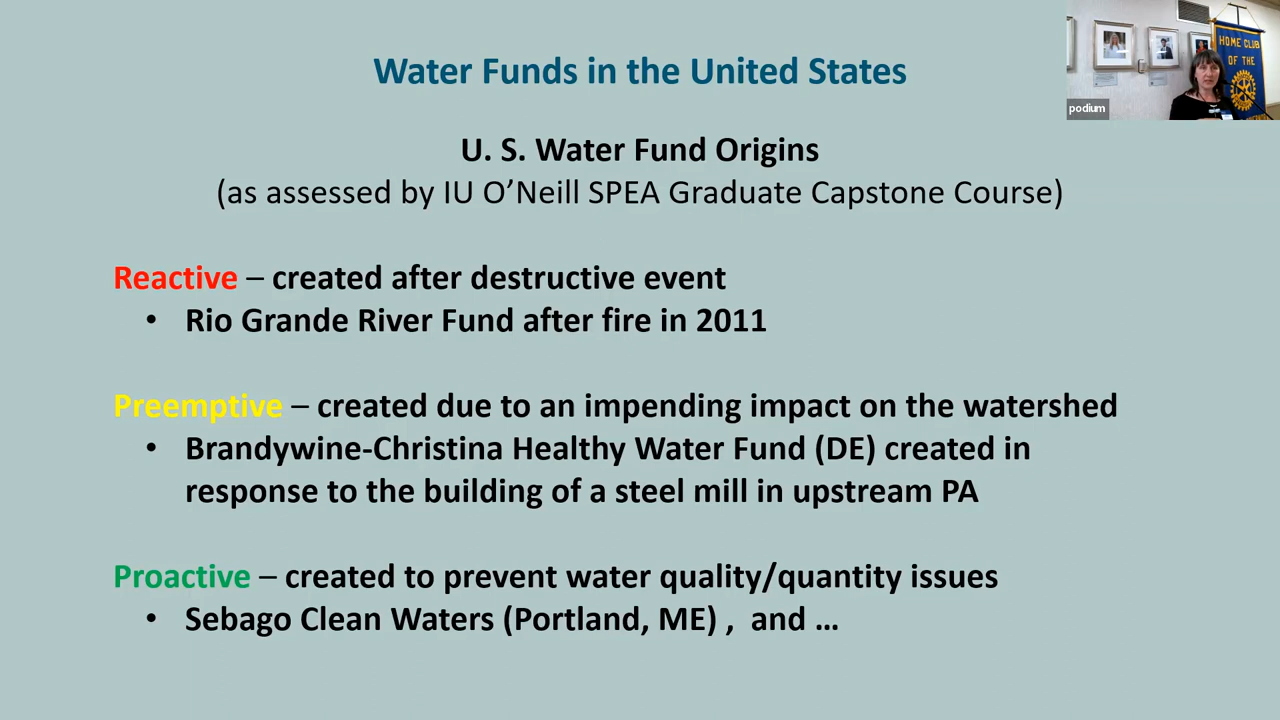 Water Funds in the United States
U. S. Water Fund Origins
(as assessed by IU O’Neill SPEA Graduate Capstone Course)
Reactive – created after destructive event
• Rio Grande River Fund after fire in 2011
Preemptive – created due to an impending impact on the watershed
• Brandywine-Christina Healthy Water Fund (DE) created in
response to the building of a steel mill in upstream PA
Proactive – created to prevent water quality/quantity issues
• Sebago Clean Waters (Portland, ME) , and …
HOME CLUB
OF THE
podium